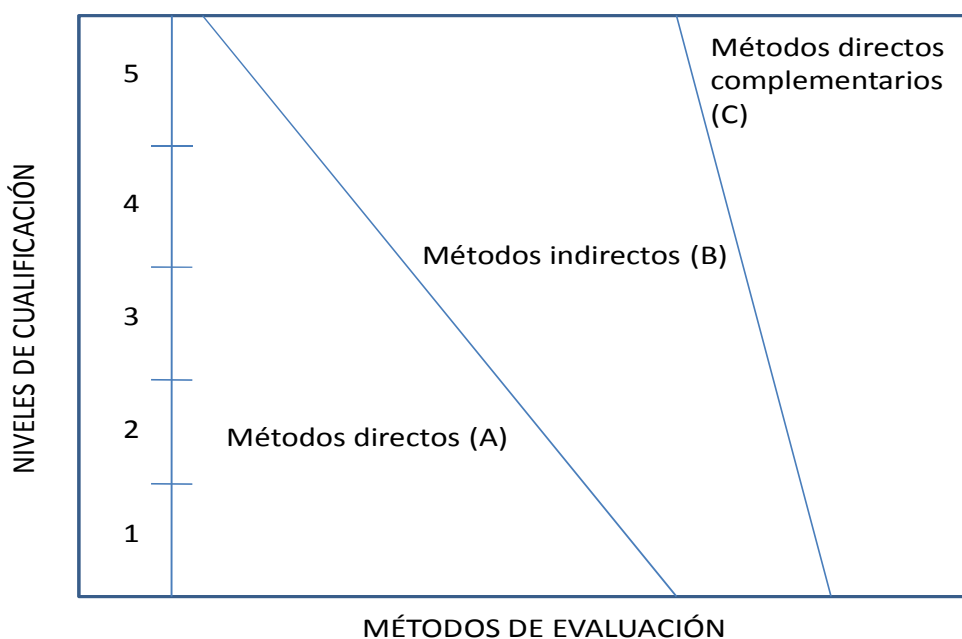 Métodos directos
complementarios
(C)
5
4
Métodos indirectos (B)
3
2
Métodos directos (A)
1
NIVELES DE CUALIFICACIÓN
MÉTODOS DE EVALUACIÓN